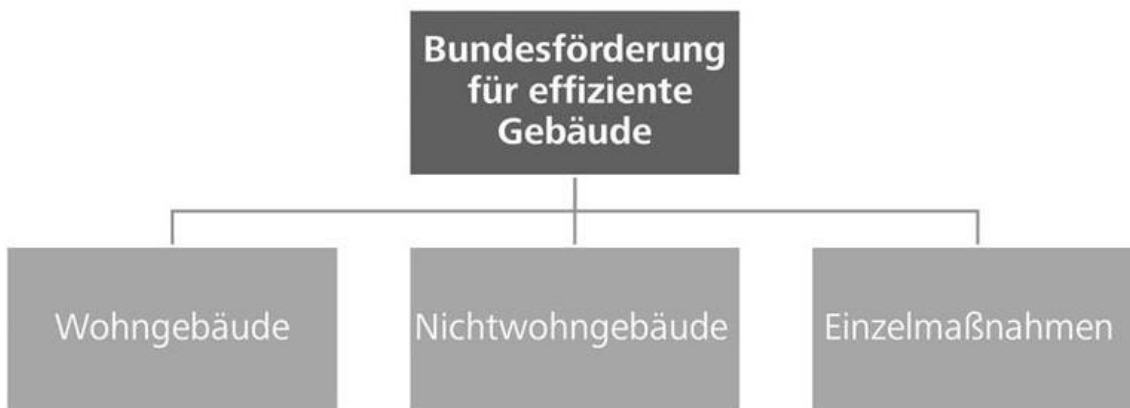 Bundesförderung
für effiziente
Gebäude
Wohngebäude
Nichtwohngebäude
Einzelmaßnahmen